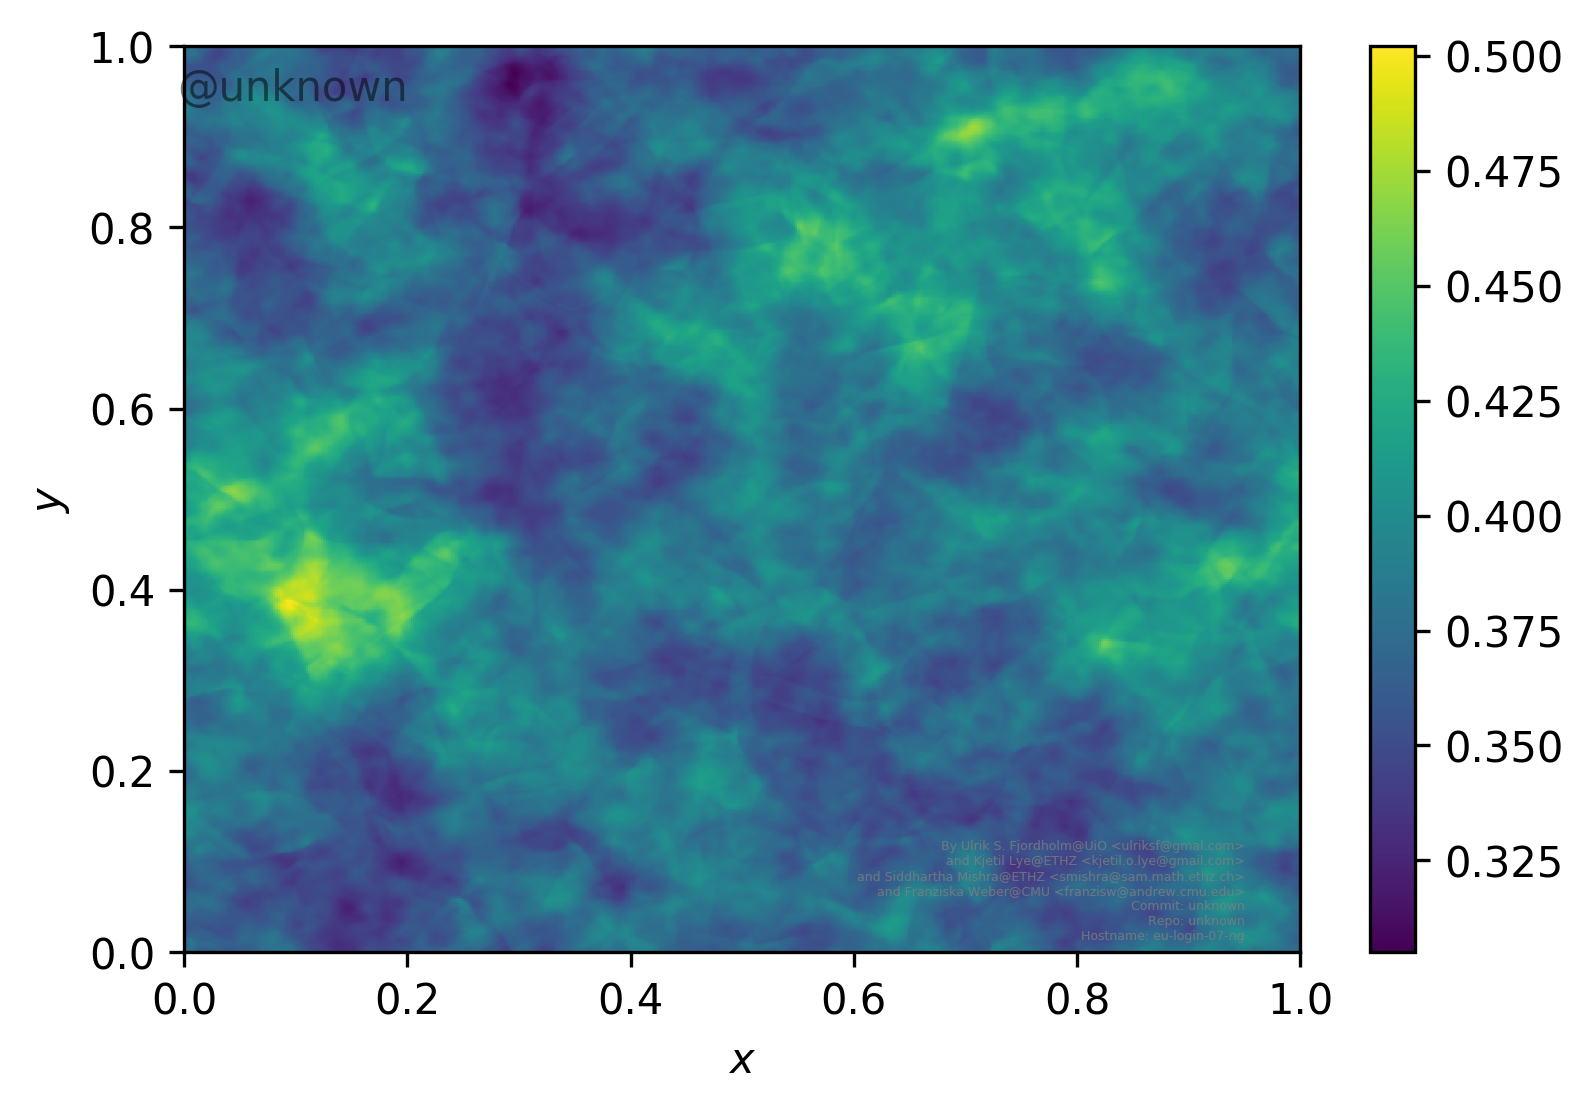 @unknown
1.0
0.8
0.6
0.4
0.2
0.0
y
0.0 0.2 0.4 0.6 0.8 1.0
x
0.500
0.475
0.450
0.425
0.400
0.375
0.350
0.325
By Ulrik S. Fjordholm@UiO <ulriksf@gmal.com>
and Kjetil Lye@ETHZ <kjetil.o.lye@gmail.com>
and Siddhartha Mishra@ETHZ <smishra@sam.math.ethz.ch>
and Franziska Weber@CMU <franzisw@andrew.cmu.edu>
Commit: unknown
Repo: unknown
Hostname: eu-login-07-ng